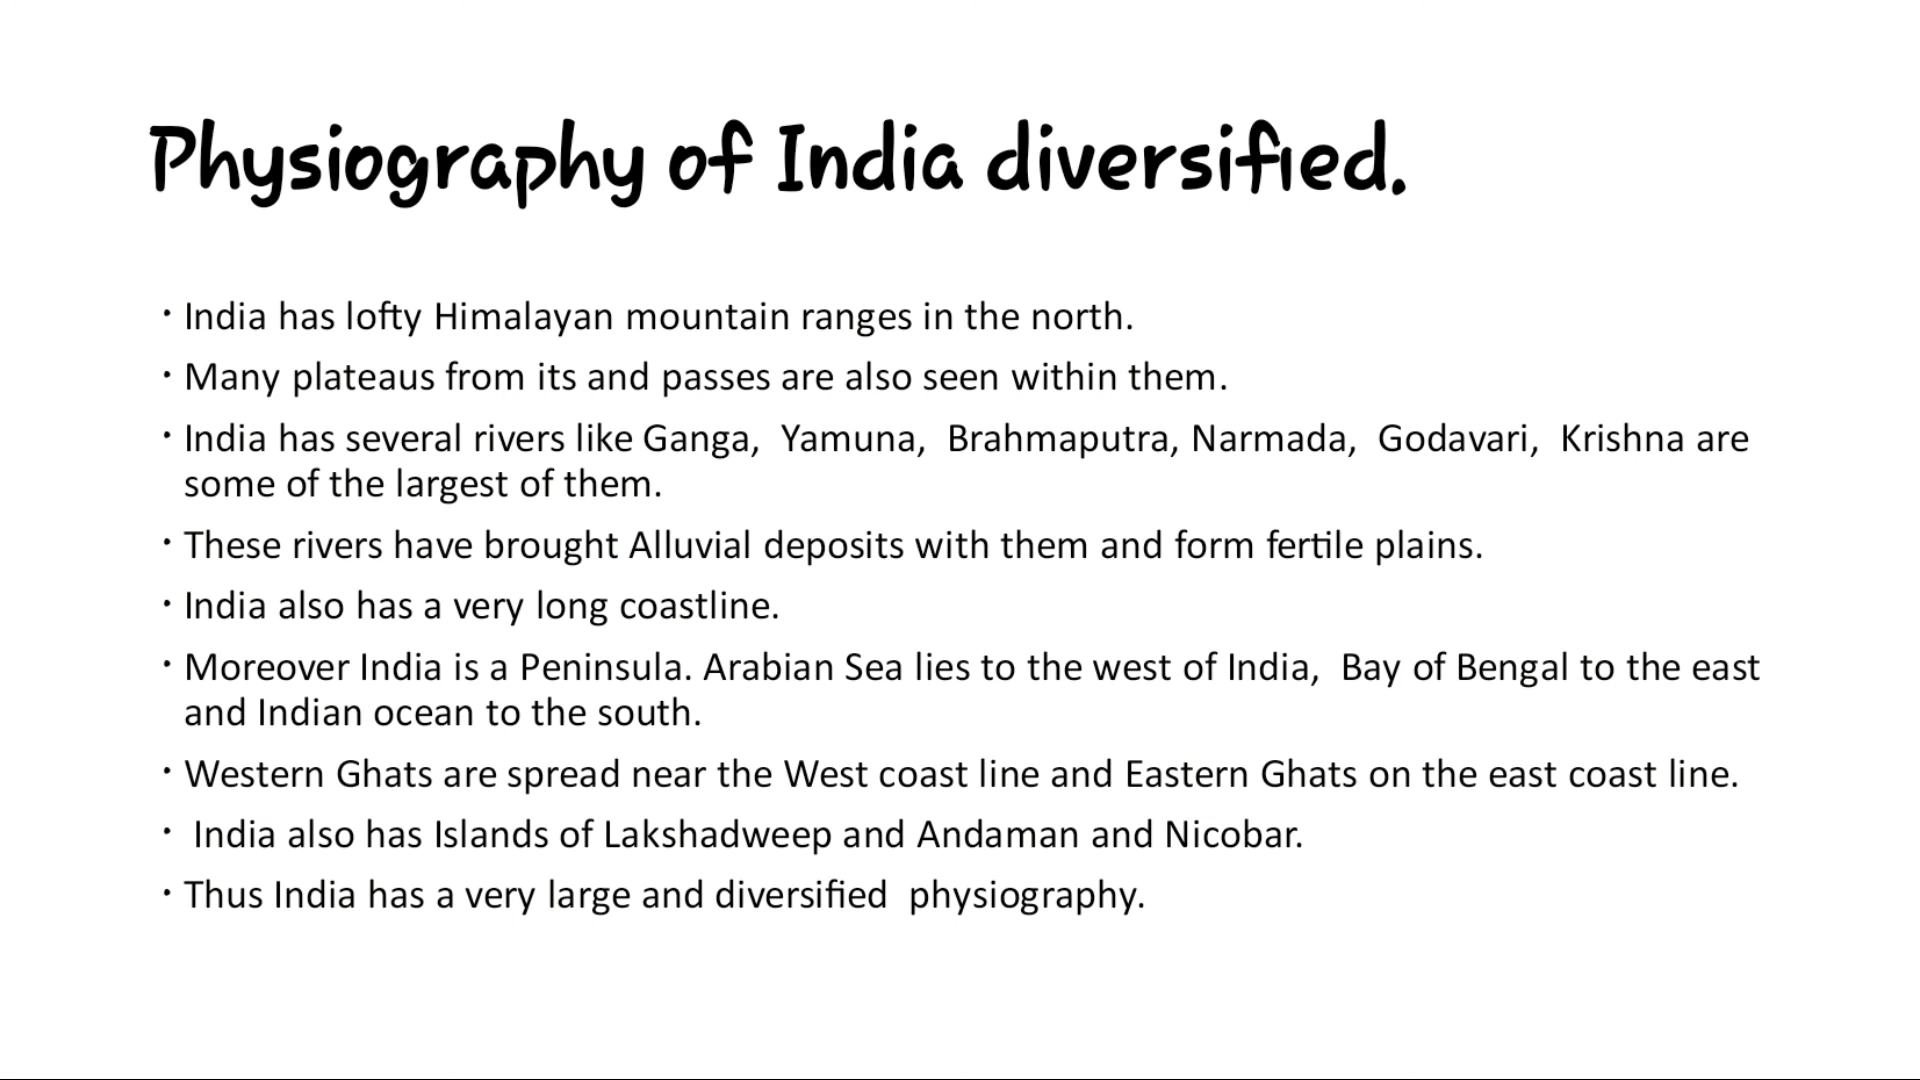 Physiography of India diversified.
· India has lofty Himalayan mountain ranges in the north.
· Many plateaus from its and passes are also seen within them.
· India has several rivers like Ganga,  Yamuna,  Brahmaputra, Narmada,  Godavari,  Krishna are
some of the largest of them.
· These rivers have brought Alluvial deposits with them and form fertile plains.
· India also has a very long coastline.
· Moreover India is a Peninsula. Arabian Sea lies to the west of India,  Bay of Bengal to the east
and Indian ocean to the south.
· Western Ghats are spread near the West coast line and Eastern Ghats on the east coast line.
·  India also has Islands of Lakshadweep and Andaman and Nicobar.
· Thus India has a very large and diversified  physiography.